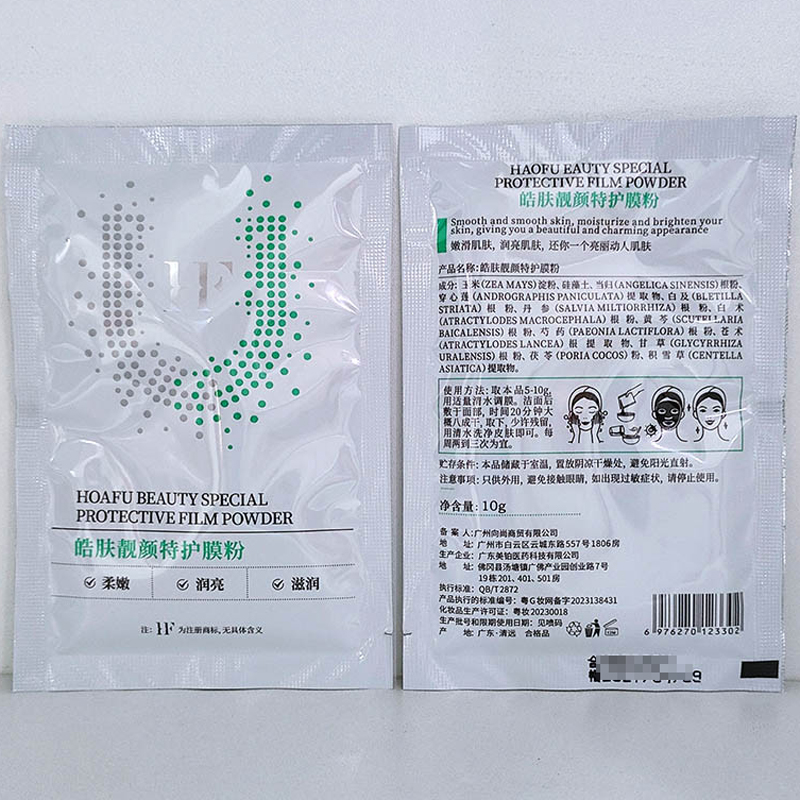 HF
HOAFU BEAUTY SPECIAL
PROTECTIVE FILM POWDER
皓肤靓颜特护膜粉
柔嫩 润亮 滋润
注: HF 为注册商标, 无具体含义
HAOFU EAUTY SPECIAL
PROTECTIVE FILM POWDER
皓肤靓颜特护膜粉
Smooth and smooth skin, moisturize and brighten your
skin, giving you a beautiful and charming appearance
嫩滑肌肤, 润亮肌肤, 还你一个亮丽动人肌肤
产品名称: 皓肤靓颜特护膜粉
成分: 玉米(ZEA MAYS)淀粉、硅藻土、当归(ANGELICA SINENSIS)根粉、
穿心莲(ANDROGRAPHIS PANICULATA)提取物、白及(BLETILLA
STRIATA)根粉、丹参(SALVIA MILTIORRHIZA)根粉、白术
(ATRACTYLODES MACROCEPHALA)根粉、黄芩(SCUTELLARIA
BAICALENSIS)根粉、芍药(PAEONIA LACTIFLORA)根粉、苍术
(ATRACTYLODES LANCEA)根提取物、甘草(GLYCYRRHIZA
URALENSIS)根粉、茯苓(PORIA COCOS)粉、积雪草(CENTELLA
ASIATICA)提取物。
使用方法: 取本品5-10g,
用适量清水调膜。洁面后
敷于面部, 时间20分钟大
概八成干, 取下, 少许残留,
用清水洗净皮肤即可。每
周两到三次为宜。
贮存条件: 本品储藏于室温, 置放阴凉干燥处, 避免阳光直射。
注意事项: 只供外用, 避免接触眼睛, 如出现过敏症状, 请停止使用。
净含量: 10g
备案人: 广州向尚商贸有限公司
地址: 广州市白云区云城东路557号1806房
生产企业: 广东美铂医药科技有限公司
地址: 佛冈县汤塘镇广佛产业园创业路7号
19栋201、401、501房
执行标准: QB/T2872
产品执行的标准编号: 粤G妆网备字2023138431
化妆品生产许可证: 粤妆20230018
生产批号和限期使用日期: 见喷码
产地: 广东·清远 合格品
12M
6 976270 123302